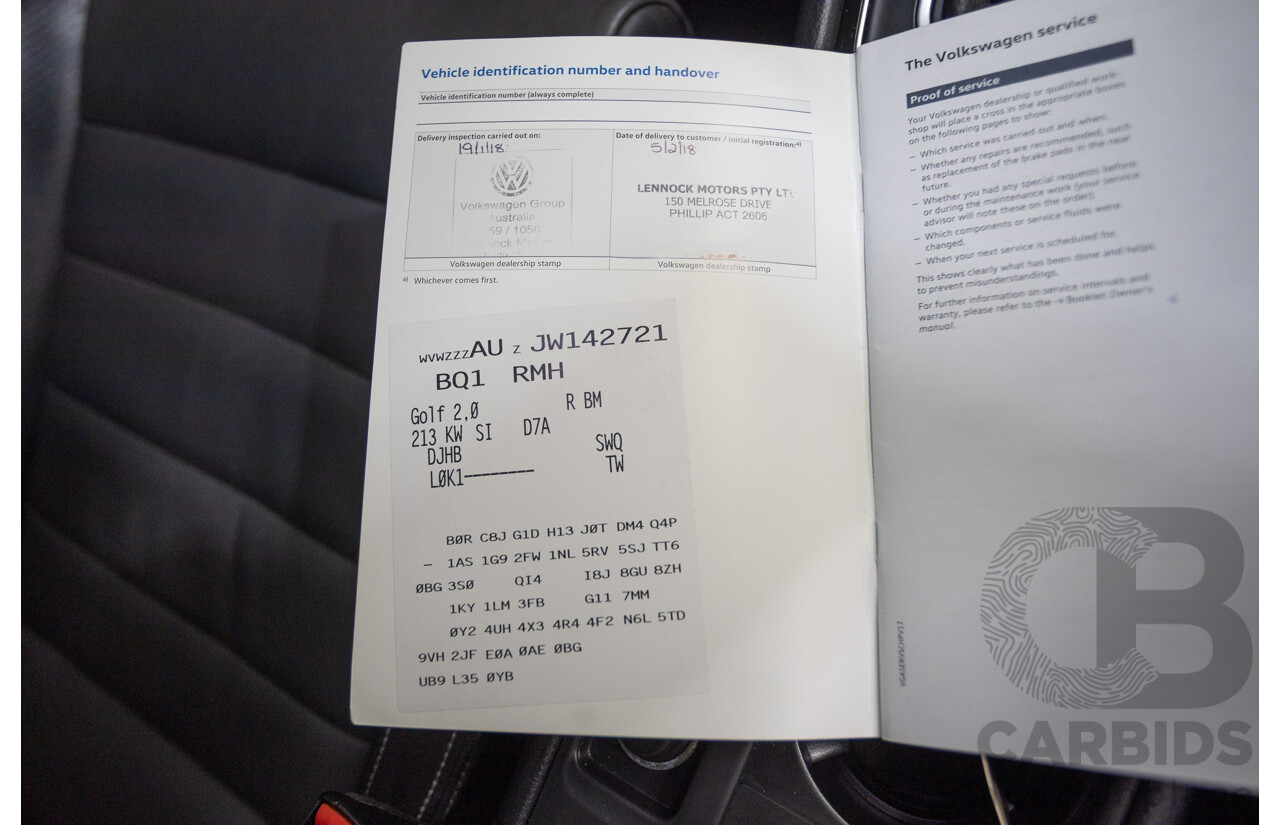 Vehicle identification number and handover
Vehicle identification number (always complete)
Delivery inspection carried out on:
19/1/18
Volkswagen Group
Australia
59 / 1050
Volkswagen dealership stamp
Date of delivery to customer / initial registration:a)
5/2/18
LENNOCK MOTORS PTY LT
150 MELROSE DRIVE
PHILLIP ACT 2606
Volkswagen dealership stamp
a) Whichever comes first.
WVWZZZAU Z JW142721
BQ1 RMH
Golf 2,0 R BM
213 KW SI D7A
DJHB SWQ
L0K1-------- TW
B0R C8J G1D H13 J0T DM4 Q4P
– 1AS 1G9 2FW 1NL 5RV 5SJ TT6
0BG 3S0 QI4 I8J 8GU 8ZH
1KY 1LM 3FB G11 7MM
0Y2 4UH 4X3 4R4 4F2 N6L 5TD
9VH 2JF E0A 0AE 0BG
UB9 L35 0YB
The Volkswagen service
Proof of service
Your Volkswagen dealership or qualified work-
shop will place a cross in the appropriate boxes
on the following pages to show:
– Which service was carried out and when.
– Whether any repairs are recommended, such
as replacement of the brake pads in the near
future.
– Whether you had any special requests before
or during the maintenance work (your service
advisor will note these on the order).
– Which components or service fluids were
changed.
– When your next service is scheduled for.
This shows clearly what has been done and helps
to prevent misunderstandings.
For further information on service intervals and
warranty, please refer to the → Booklet Owner's
manual.
VGASERVSCHPV17
CB
CARBIDS